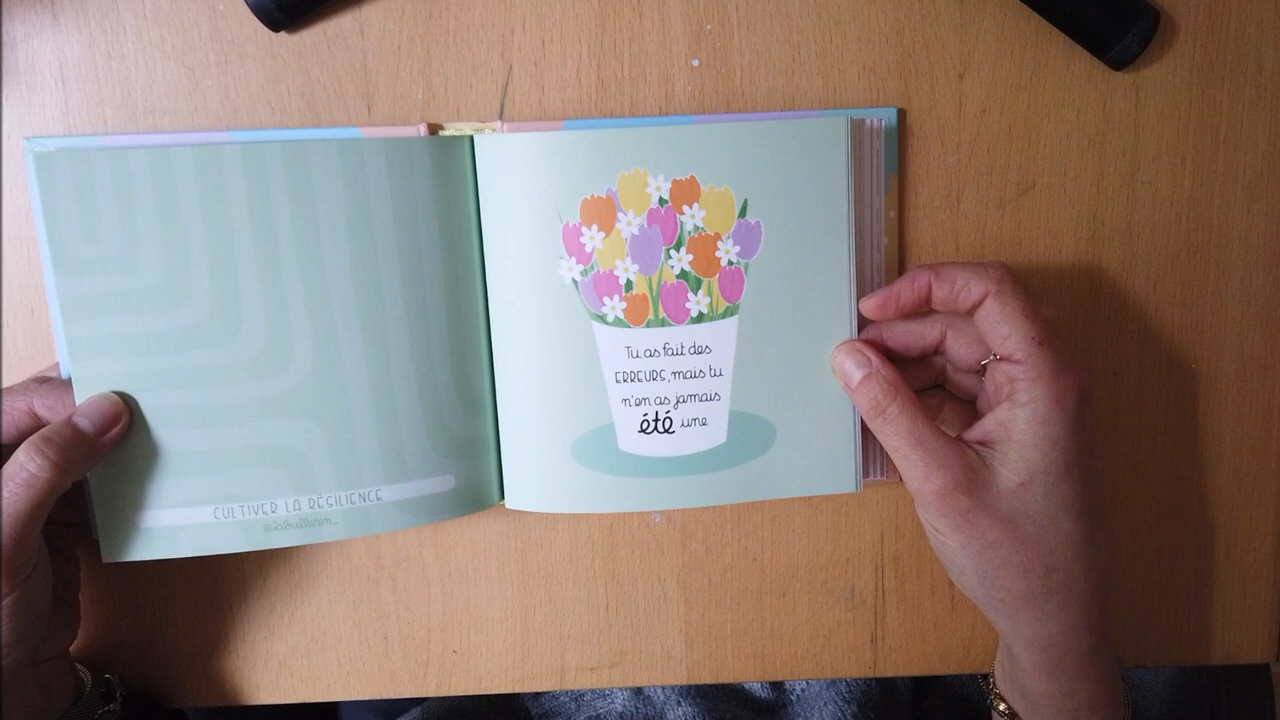 CULTIVER LA RÉSILIENCE
Tu as fait des
ERREURS, mais tu
n'en as jamais
été une